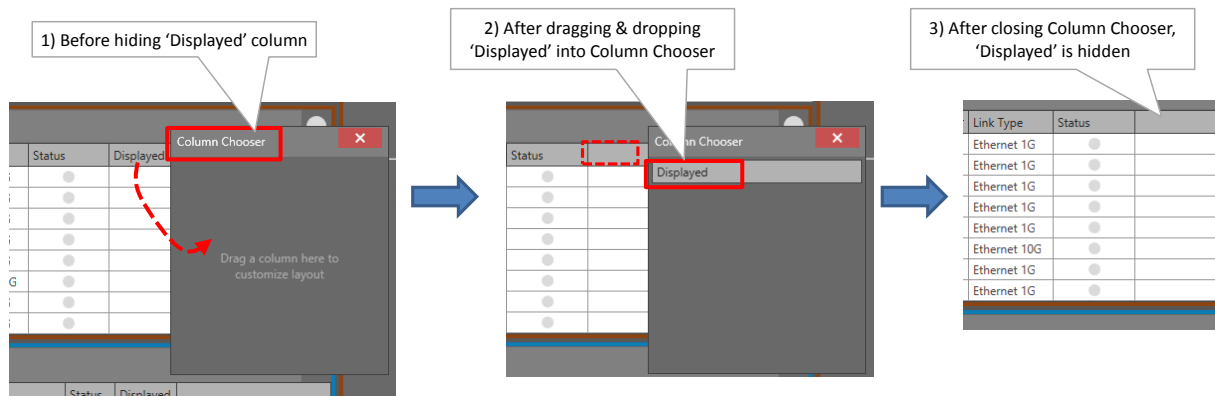 1) Before hiding ‘Displayed’ column
2) After dragging & dropping
‘Displayed’ into Column Chooser
3) After closing Column Chooser,
‘Displayed’ is hidden
Column Chooser
Status Displayed
Drag a column here to
customize layout
G
Status Displayed
Column Chooser
Status
Displayed
Link Type Status
Ethernet 1G
Ethernet 1G
Ethernet 1G
Ethernet 1G
Ethernet 1G
Ethernet 10G
Ethernet 1G
Ethernet 1G